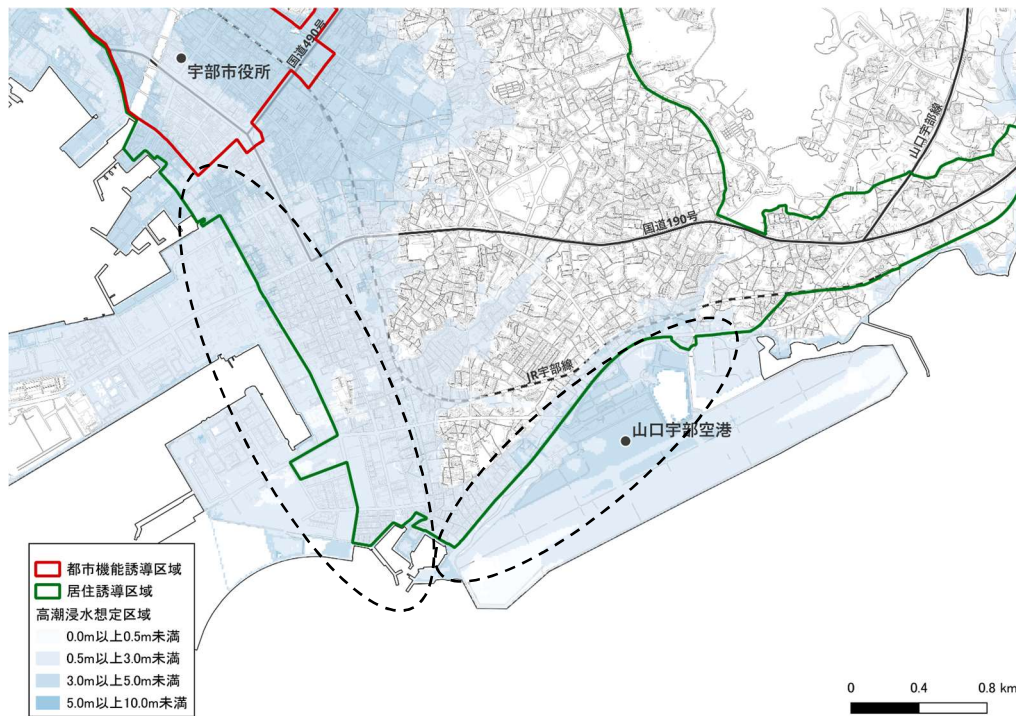 国道490号
宇部市役所
山口宇部線
国道190号
JR宇部線
山口宇部空港
都市機能誘導区域
居住誘導区域
高潮浸水想定区域
0.0m以上0.5m未満
0.5m以上3.0m未満
3.0m以上5.0m未満
5.0m以上10.0m未満
0 0.4 0.8 km